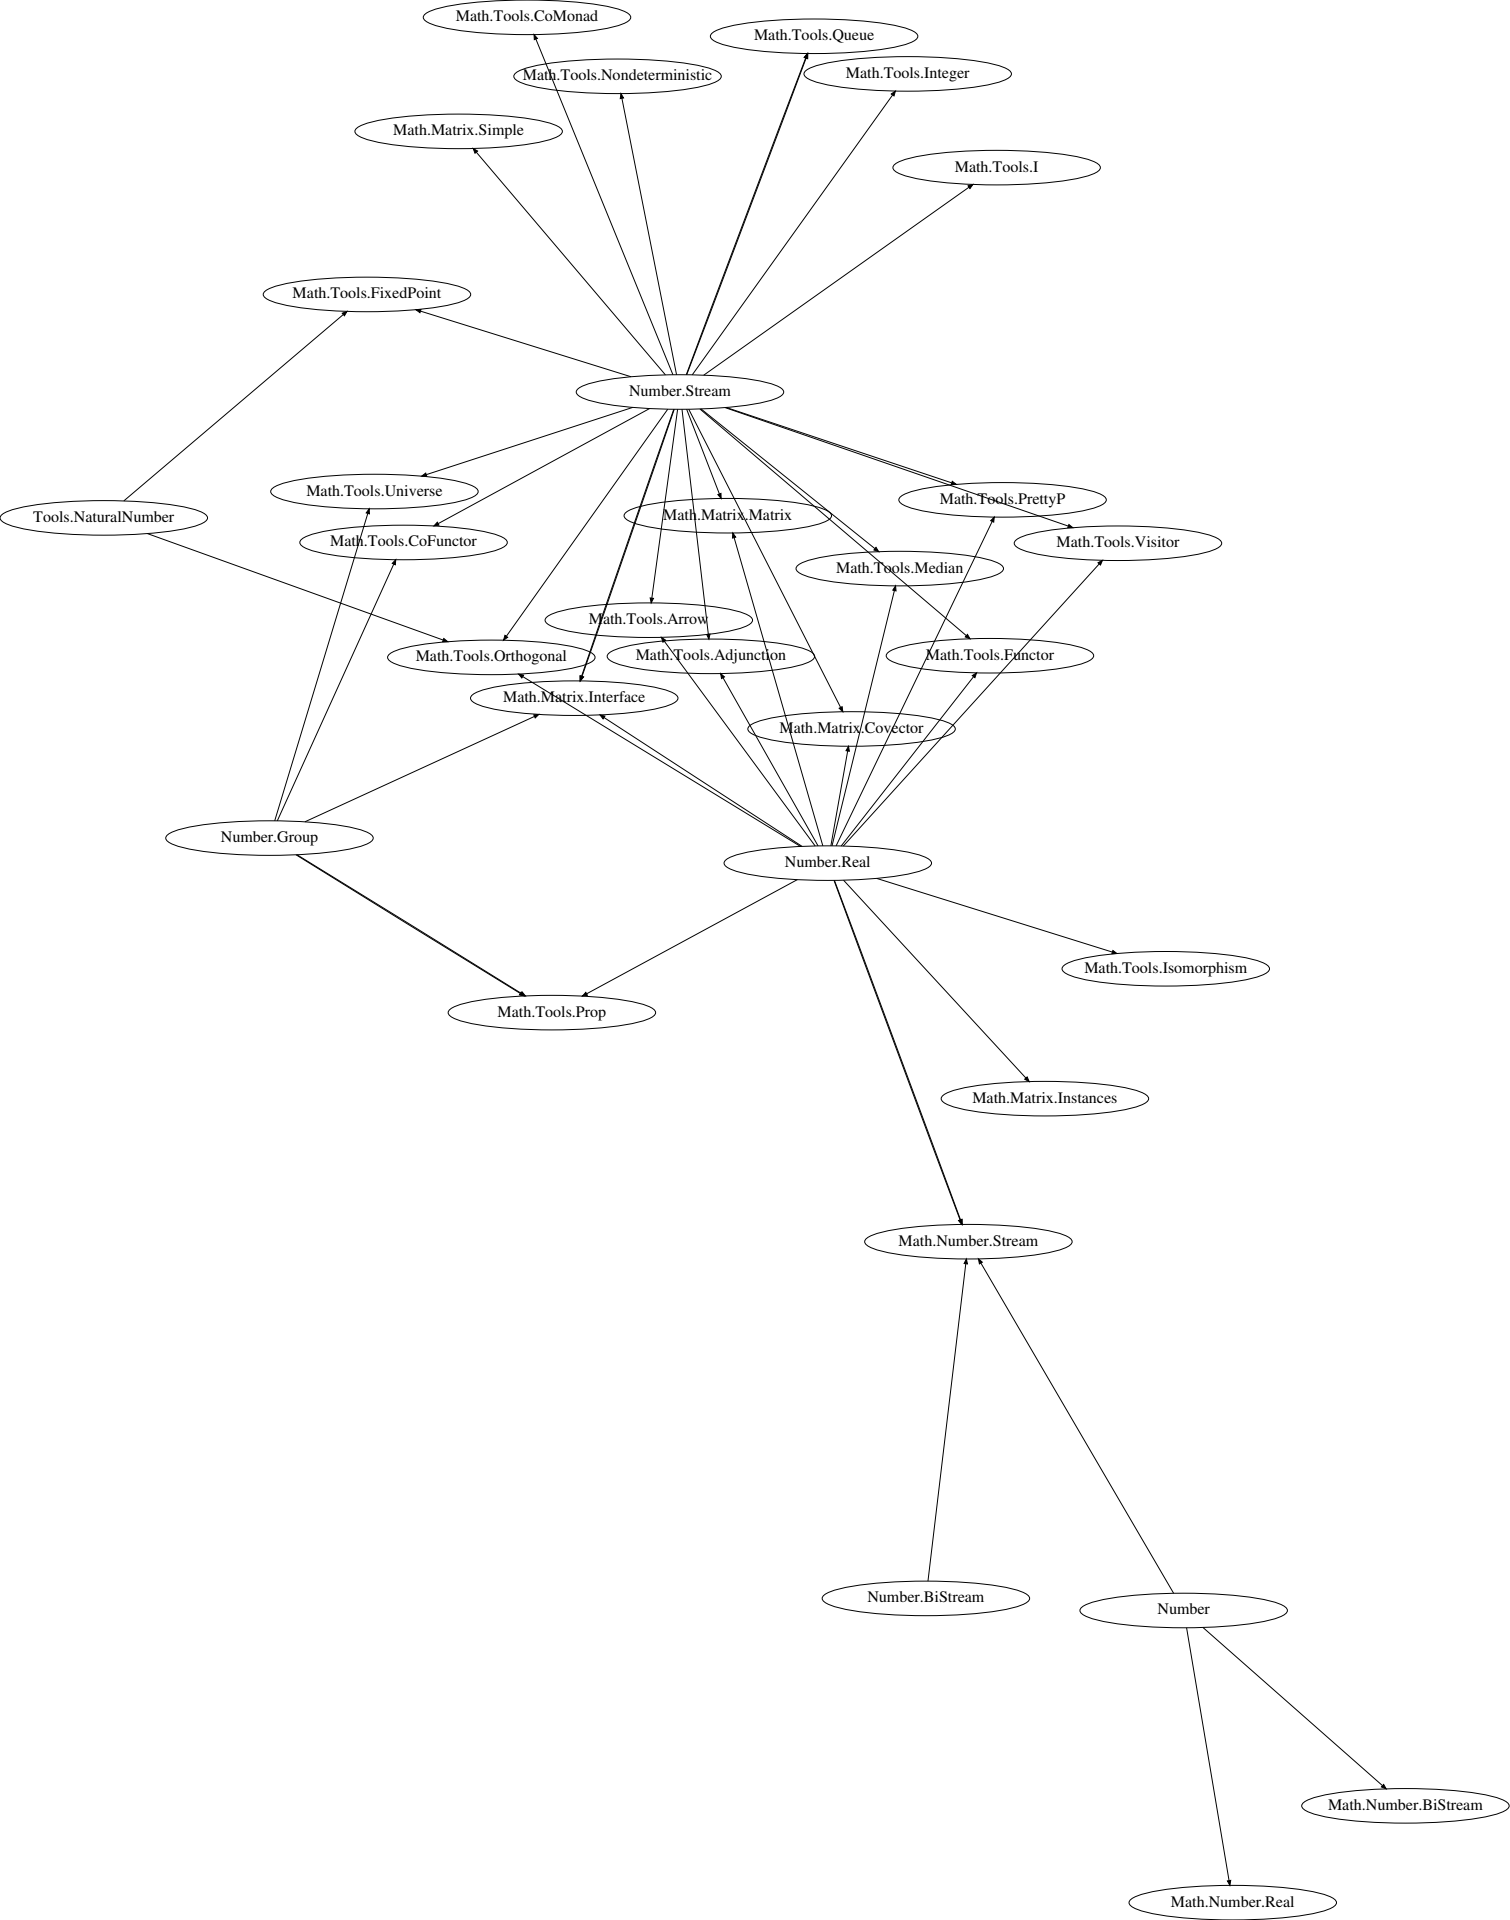 Math.Tools.CoMonad
Math.Tools.Queue
Math.Tools.Nondeterministic
Math.Tools.Integer
Math.Matrix.Simple
Math.Tools.I
Math.Tools.FixedPoint
Number.Stream
Math.Tools.Universe
Math.Tools.PrettyP
Tools.NaturalNumber
Math.Matrix.Matrix
Math.Tools.CoFunctor
Math.Tools.Visitor
Math.Tools.Median
Math.Tools.Arrow
Math.Tools.Orthogonal
Math.Tools.Adjunction
Math.Tools.Functor
Math.Matrix.Interface
Math.Matrix.Covector
Number.Group
Number.Real
Math.Tools.Isomorphism
Math.Tools.Prop
Math.Matrix.Instances
Math.Number.Stream
Number.BiStream
Number
Math.Number.BiStream
Math.Number.Real